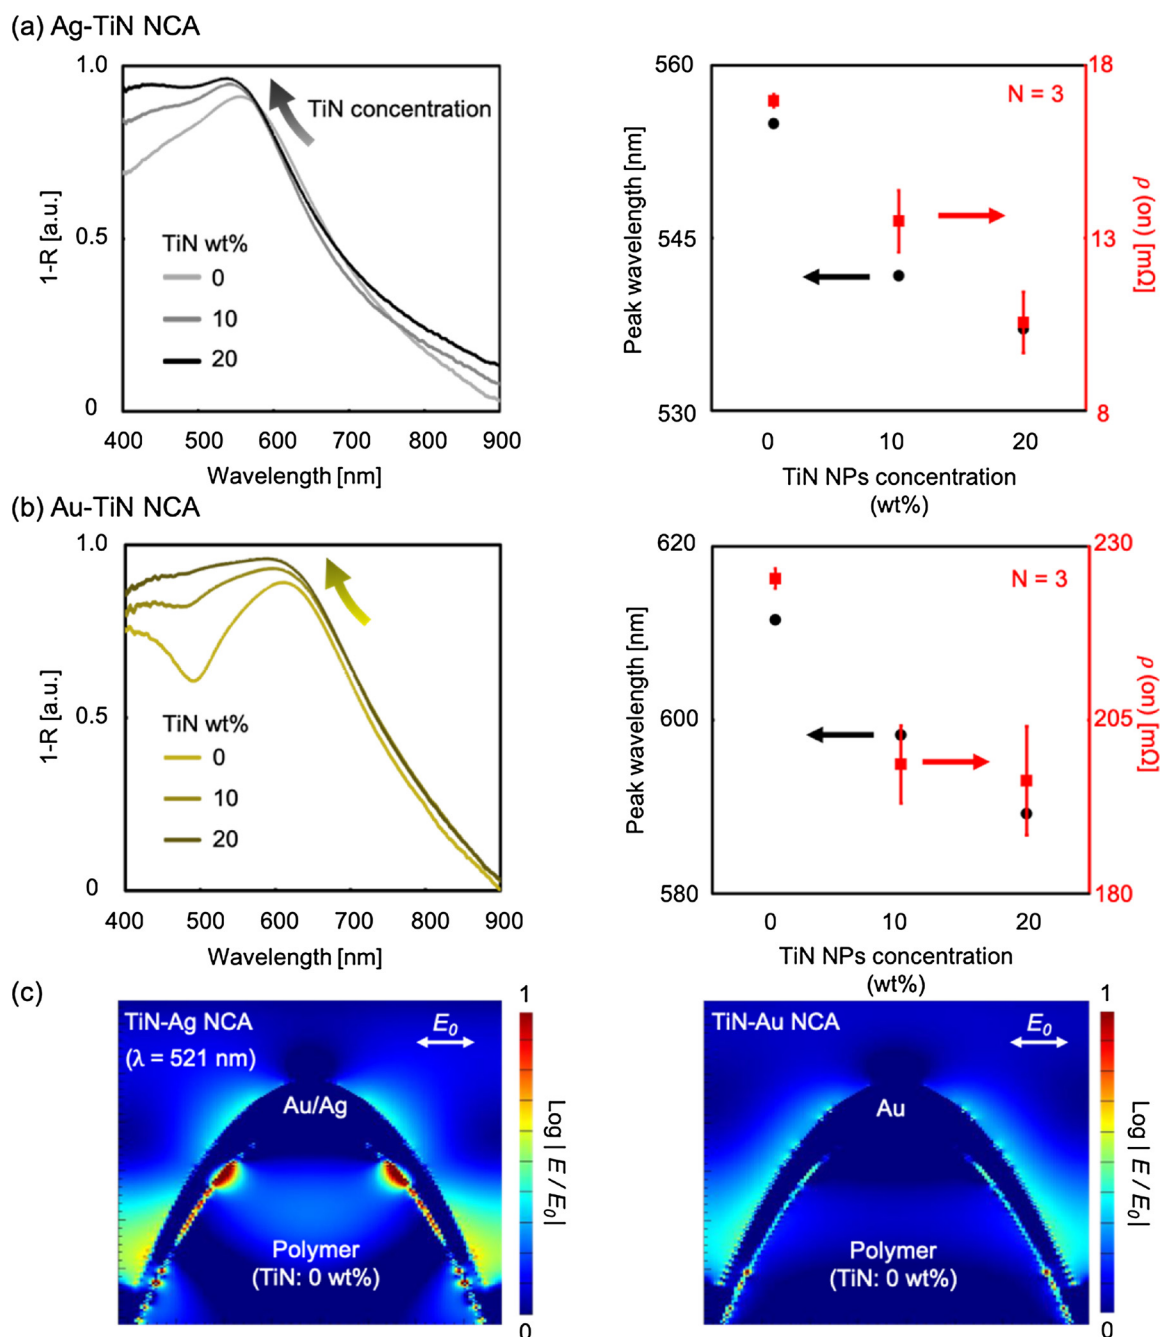 (a) Ag-TiN NCA
1.0
0.5
0
1-R [a.u.]
TiN concentration
TiN wt%
0
10
20
400 500 600 700 800 900
Wavelength [nm]
560
545
530
Peak wavelength [nm]
N = 3
18
13
8
ρ (on) [mΩ]
0 10 20
TiN NPs concentration
(wt%)
(b) Au-TiN NCA
1.0
0.5
0
1-R [a.u.]
TiN wt%
0
10
20
400 500 600 700 800 900
Wavelength [nm]
620
600
580
Peak wavelength [nm]
N = 3
230
205
180
ρ (on) [mΩ]
0 10 20
TiN NPs concentration
(wt%)
(c)
TiN-Ag NCA
(λ = 521 nm)
E0
Au/Ag
Polymer
(TiN: 0 wt%)
1
0
Log | E / E0|
TiN-Au NCA
E0
Au
Polymer
(TiN: 0 wt%)
1
0
Log | E / E0|